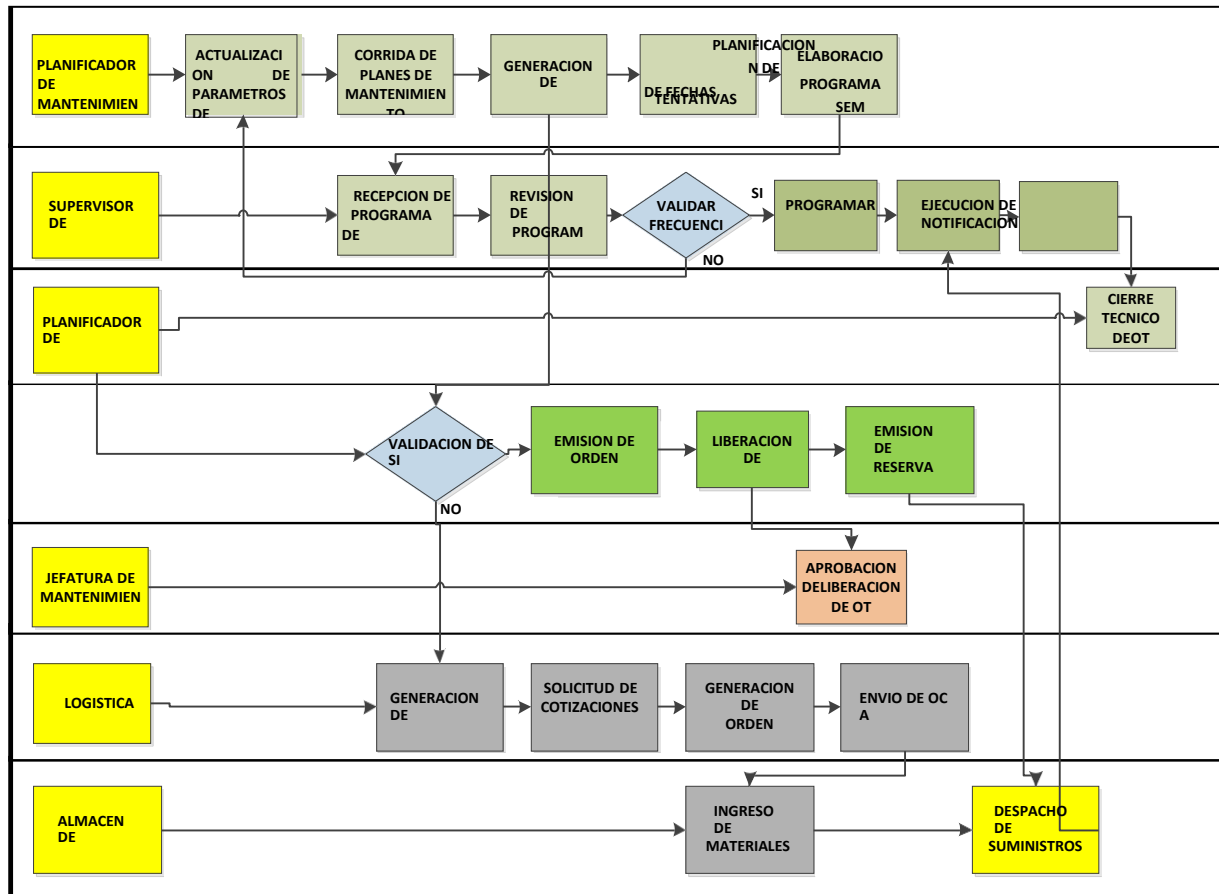 PLANIFICADOR
DE
MANTENIMIEN
ACTUALIZACI
ON DE
PARAMETROS
DE
CORRIDA DE
PLANES DE
MANTENIMIE
NTO
GENERACION
DE
PLANIFICACION
DE FECHAS
TENTATIVAS
ELABORACIO
N DE
PROGRAMA
SEM
SUPERVISOR
DE
RECEPCION DE
PROGRAMA
DE
REVISION
DE
PROGRAM
VALIDAR
FRECUENCI
SI
NO
PROGRAMAR
EJECUCION DE
NOTIFICACION
PLANIFICADOR
DE
CIERRE
TECNICO
DEOT
VALIDACION DE
SI
NO
EMISION DE
ORDEN
LIBERACION
DE
EMISION
DE
RESERVA
JEFATURA DE
MANTENIMIEN
APROBACION
DELIBERACION
DE OT
LOGISTICA
GENERACION
DE
SOLICITUD DE
COTIZACIONES
GENERACION
DE
ORDEN
ENVIO DE OC
A
ALMACEN
DE
INGRESO
DE
MATERIALES
DESPACHO
DE
SUMINISTROS